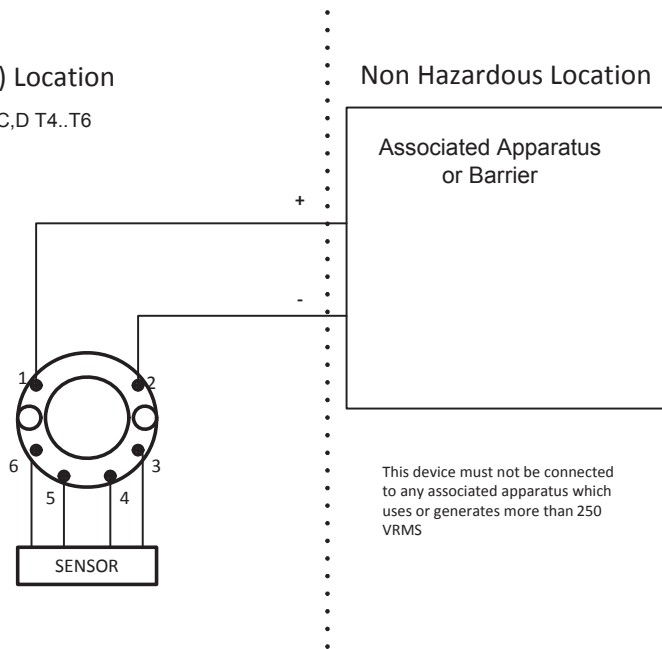 ) Location
C,D T4..T6
Non Hazardous Location
Associated Apparatus
or Barrier
+
-
1
2
6
3
5
4
SENSOR
This device must not be connected
to any associated apparatus which
uses or generates more than 250
VRMS